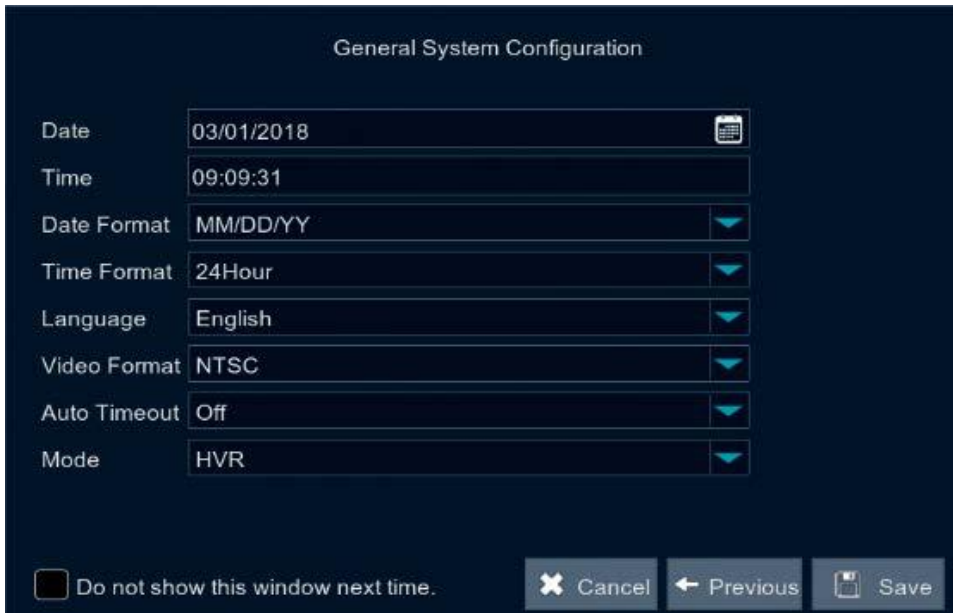 General System Configuration
Date 03/01/2018
Time 09:09:31
Date Format MM/DD/YY
Time Format 24Hour
Language English
Video Format NTSC
Auto Timeout Off
Mode HVR
Do not show this window next time. Cancel Previous Save